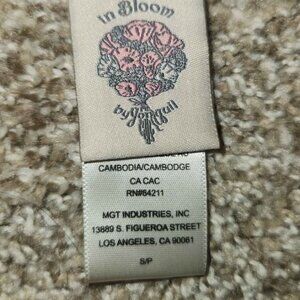 In Bloom
by Jonquil
CAMBODIA/CAMBODGE
CA CAC
RN#64211
MGT INDUSTRIES, INC
13889 S. FIGUEROA STREET
LOS ANGELES, CA 90061
S/P